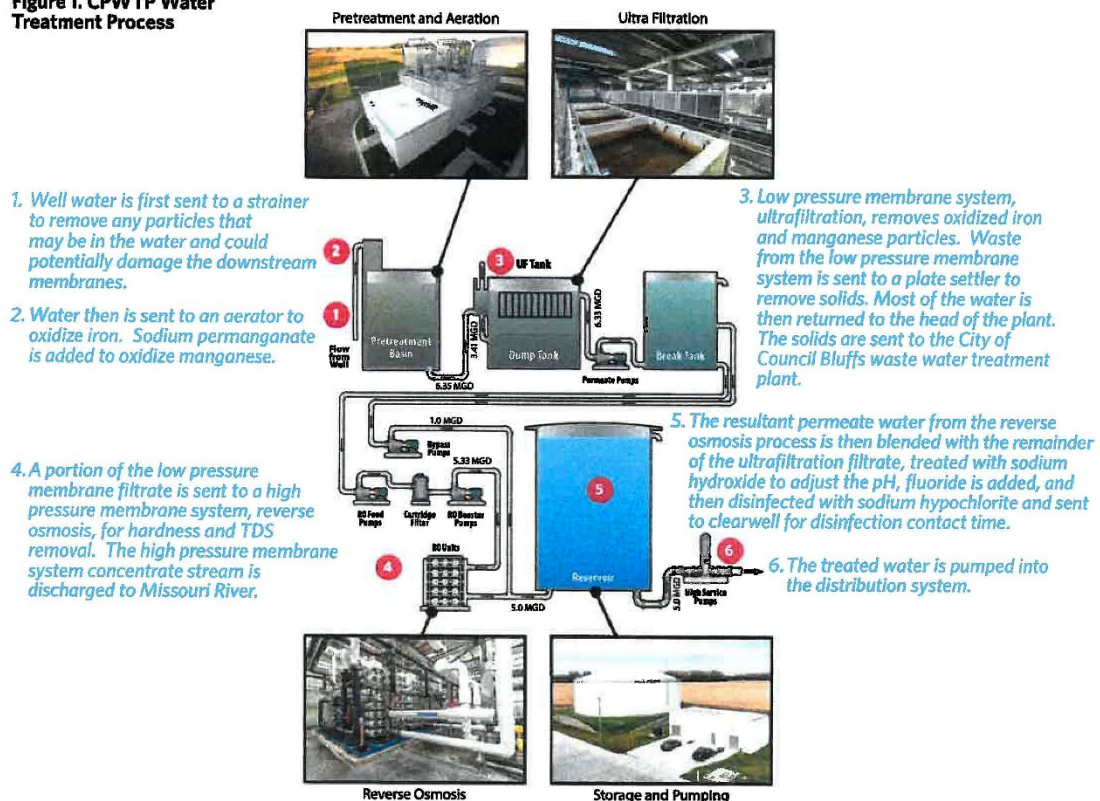 Figure 1. CPWTP Water
Treatment Process
Pretreatment and Aeration
Ultra Filtration
1. Well water is first sent to a strainer
to remove any particles that
may be in the water and could
potentially damage the downstream
membranes.
2. Water then is sent to an aerator to
oxidize iron. Sodium permanganate
is added to oxidize manganese.
2
1
Flow
from
Well
Pretreatment
Basin
6.35 MGD
3.41 MGD
3
UF Tank
Dump Tank
6.33 MGD
Permeate Pumps
Break Tank
3. Low pressure membrane system,
ultrafiltration, removes oxidized iron
and manganese particles. Waste
from the low pressure membrane
system is sent to a plate settler to
remove solids. Most of the water is
then returned to the head of the plant.
The solids are sent to the City of
Council Bluffs waste water treatment
plant.
4. A portion of the low pressure
membrane filtrate is sent to a high
pressure membrane system, reverse
osmosis, for hardness and TDS
removal. The high pressure membrane
system concentrate stream is
discharged to Missouri River.
1.0 MGD
Bypass
Pumps
5.33 MGD
RO Feed
Pumps
Cartridge
Filter
RO Booster
Pumps
RO Units
4
5.0 MGD
5
Reservoir
5.0 MGD
6
High Service
Pumps
5. The resultant permeate water from the reverse
osmosis process is then blended with the remainder
of the ultrafiltration filtrate, treated with sodium
hydroxide to adjust the pH, fluoride is added, and
then disinfected with sodium hypochlorite and sent
to clearwell for disinfection contact time.
6. The treated water is pumped into
the distribution system.
Reverse Osmosis
Storage and Pumping